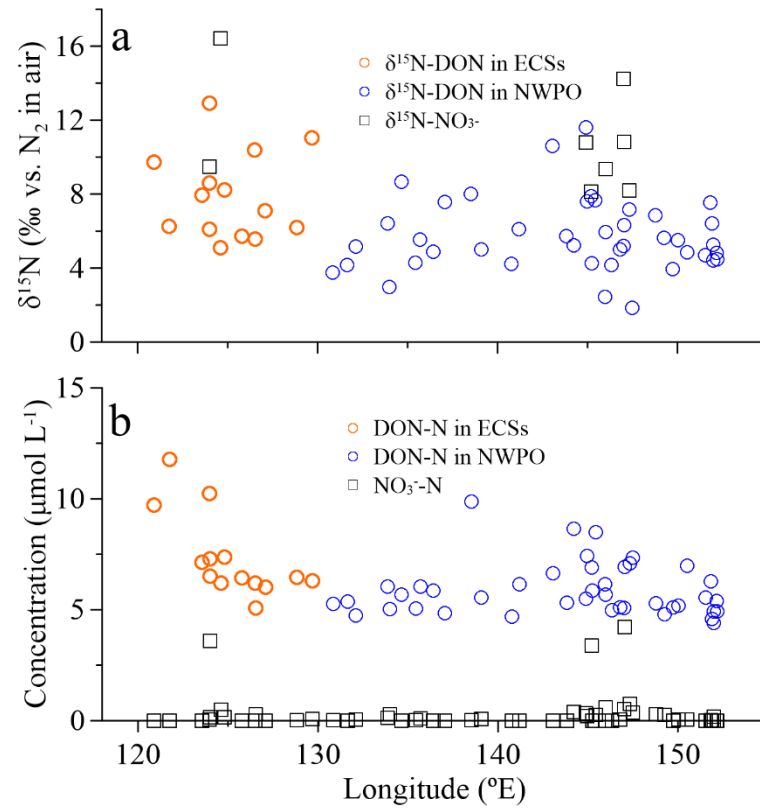 a
16
12
8
4
0
δ¹⁵N (‰ vs. N₂ in air)
δ¹⁵N-DON in ECSs
δ¹⁵N-DON in NWPO
δ¹⁵N-NO₃-
b
15
10
5
0
Concentration (μmol L⁻¹)
DON-N in ECSs
DON-N in NWPO
NO₃⁻-N
120 130 140 150
Longitude (ºE)